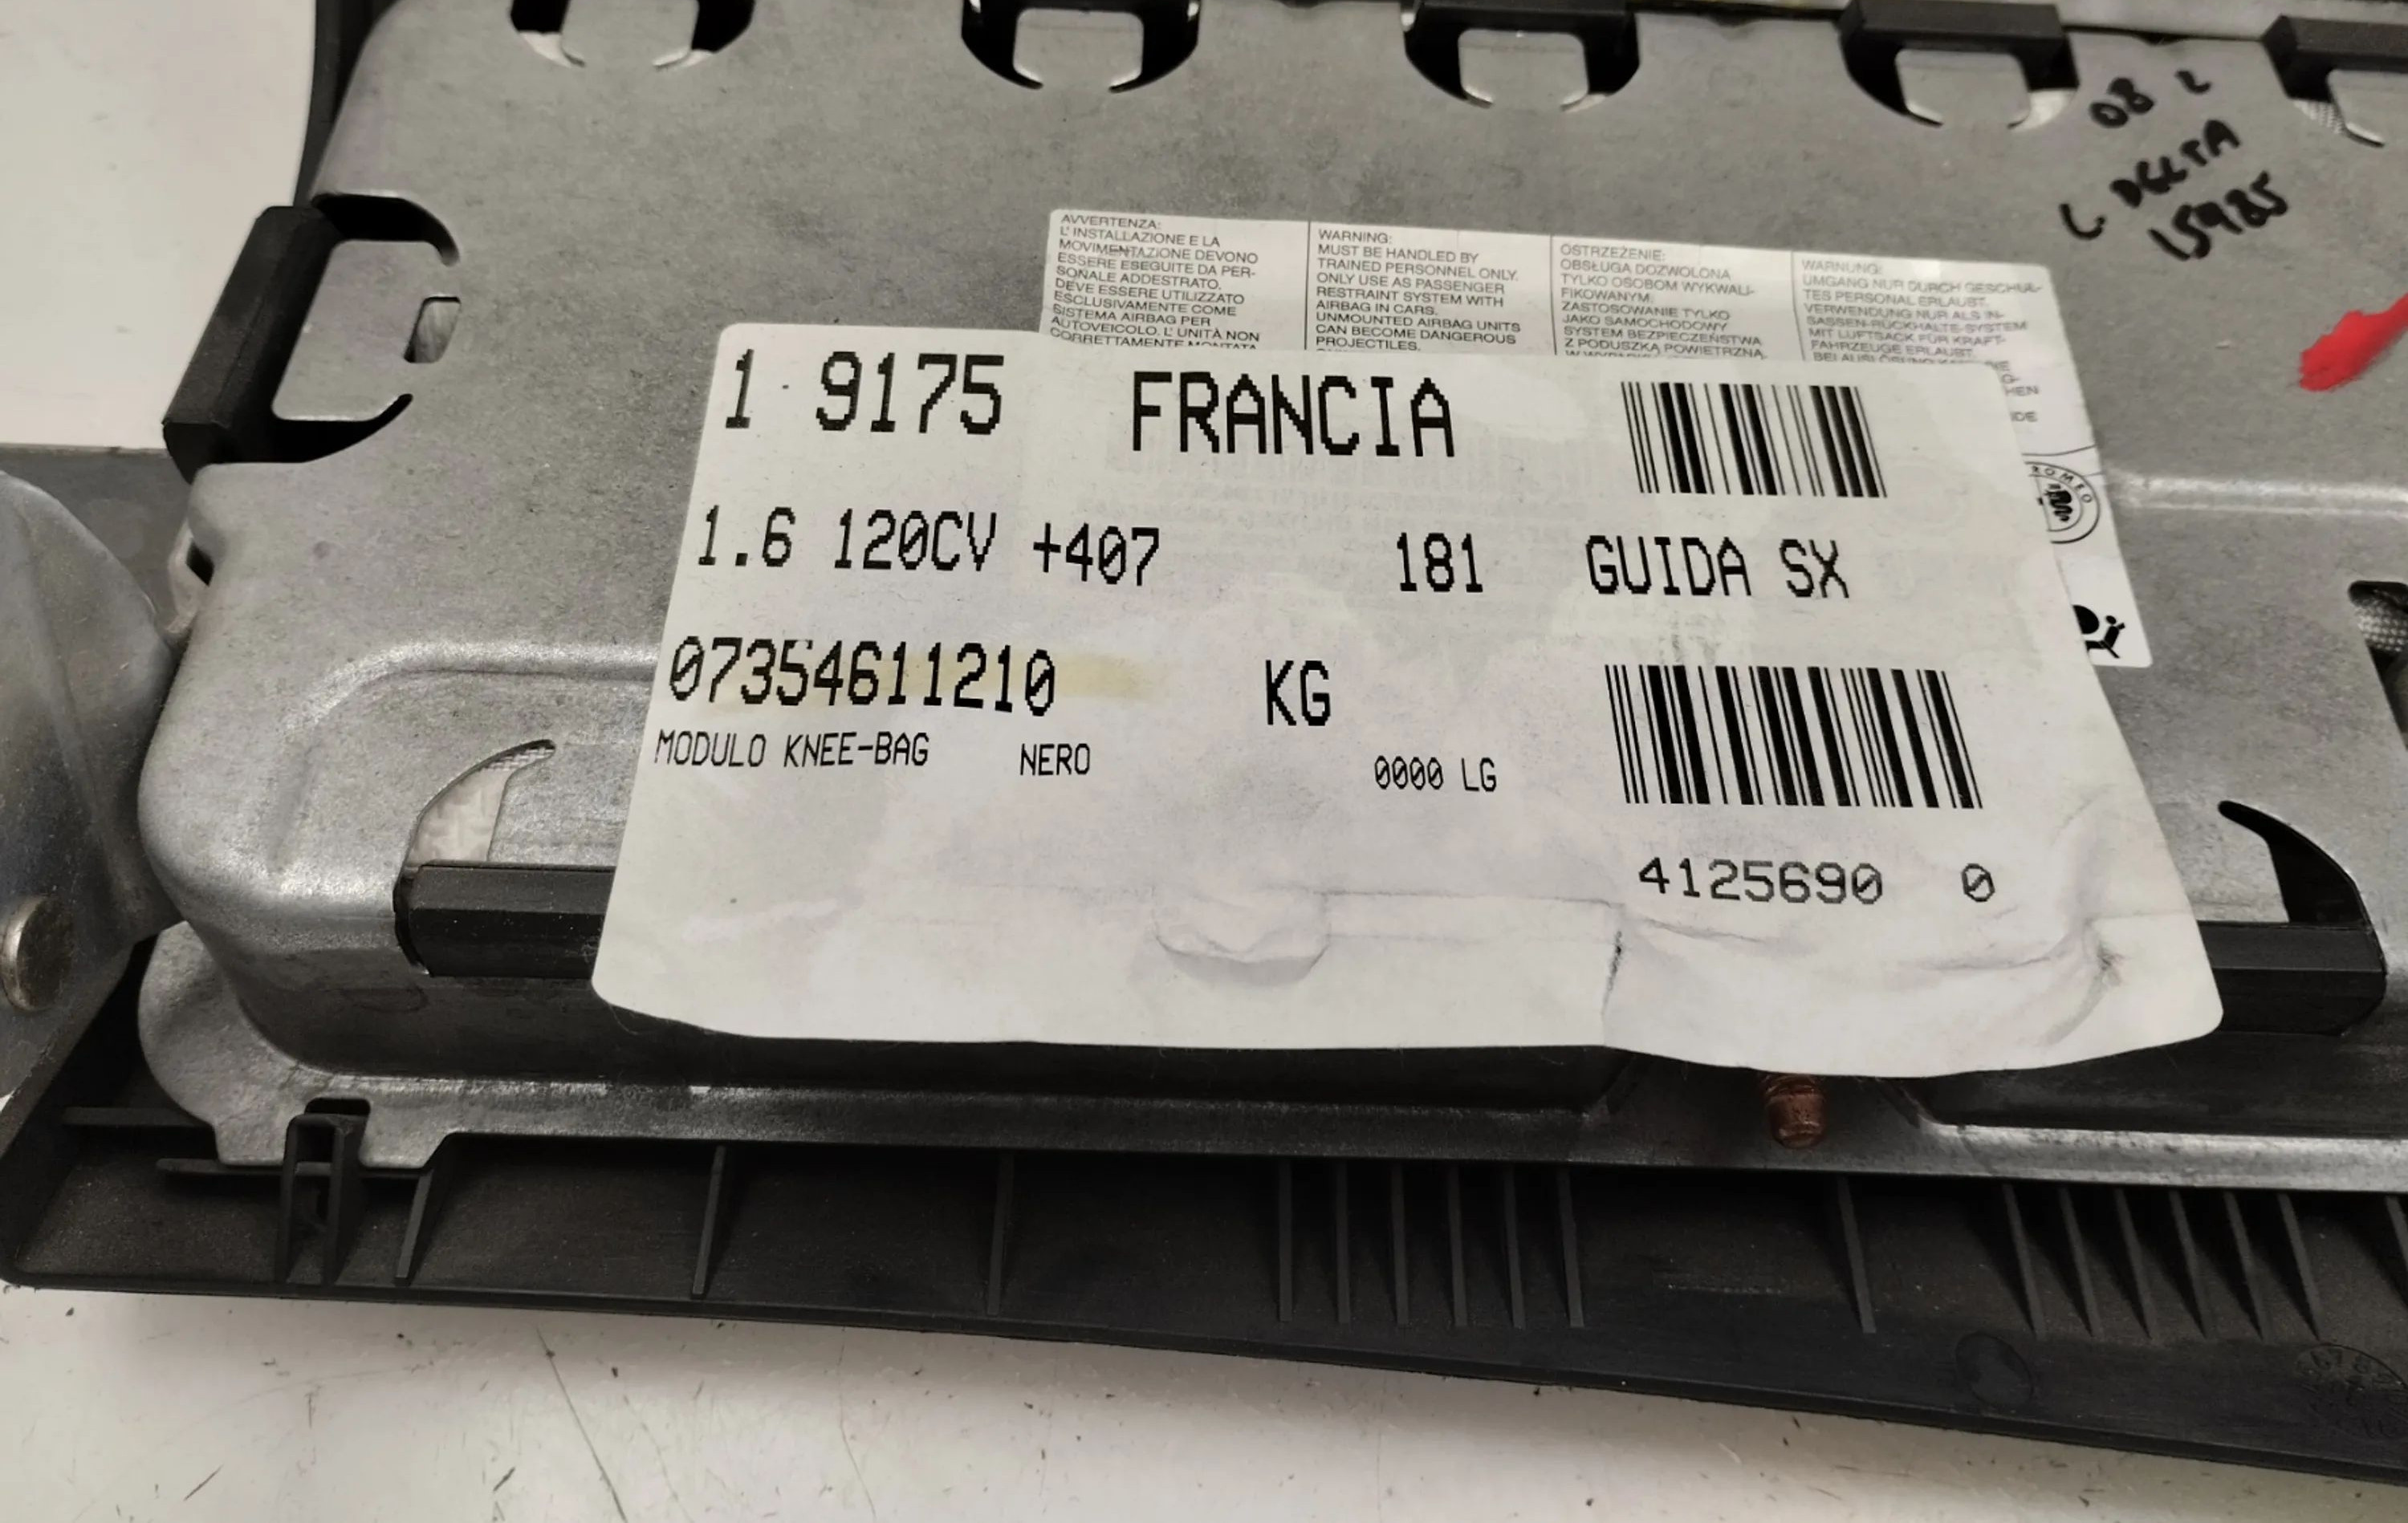 08 L
L DELTA
15985
AVVERTENZA:
L'INSTALLAZIONE E LA
MOVIMENTAZIONE DEVONO
ESSERE ESEGUITE DA PER-
SONALE ADDESTRATO.
DEVE ESSERE UTILIZZATO
ESCLUSIVAMENTE COME
SISTEMA AIRBAG PER
AUTOVEICOLO. L'UNITÀ NON
CORRETTAMENTE MONTATA
WARNING:
MUST BE HANDLED BY
TRAINED PERSONNEL ONLY.
ONLY USE AS PASSENGER
RESTRAINT SYSTEM WITH
AIRBAG IN CARS.
UNMOUNTED AIRBAG UNITS
CAN BECOME DANGEROUS
PROJECTILES.
OSTRZEŻENIE:
OBSŁUGA DOZWOLONA
TYLKO OSOBOM WYKWALI-
FIKOWANYM.
ZASTOSOWANIE TYLKO
JAKO SAMOCHODOWY
SYSTEM BEZPIECZEŃSTWA
Z PODUSZKĄ POWIETRZNĄ.
WARNUNG:
UMGANG NUR DURCH GESCHUL-
TES PERSONAL ERLAUBT.
VERWENDUNG NUR ALS IN-
SASSEN-RÜCKHALTE-SYSTEM
MIT LUFTSACK FÜR KRAFT-
FAHRZEUGE ERLAUBT.
1 9175 FRANCIA
1.6 120CV +407 181 GUIDA SX
07354611210 KG
MODULO KNEE-BAG NERO 0000 LG
4125690 0
ROMEO